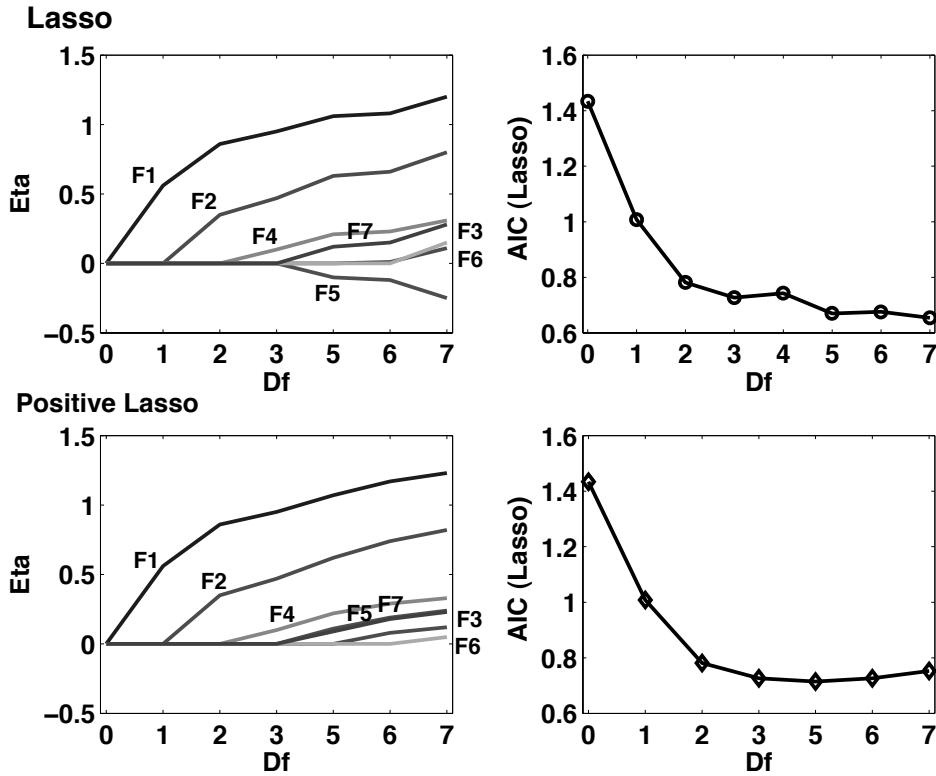 Lasso
1.5
1
0.5
0
−0.5
Eta
F1
F2
F4
F7
F5
F3
F6
0 1 2 3 5 6 7
Df
1.6
1.4
1.2
1
0.8
0.6
AIC (Lasso)
0 1 2 3 4 5 6 7
Df
Positive Lasso
1.5
1
0.5
0
−0.5
Eta
F1
F2
F4
F5
F7
F3
F6
0 1 2 3 5 6 7
Df
1.6
1.4
1.2
1
0.8
0.6
AIC (Lasso)
0 1 2 3 5 6 7
Df